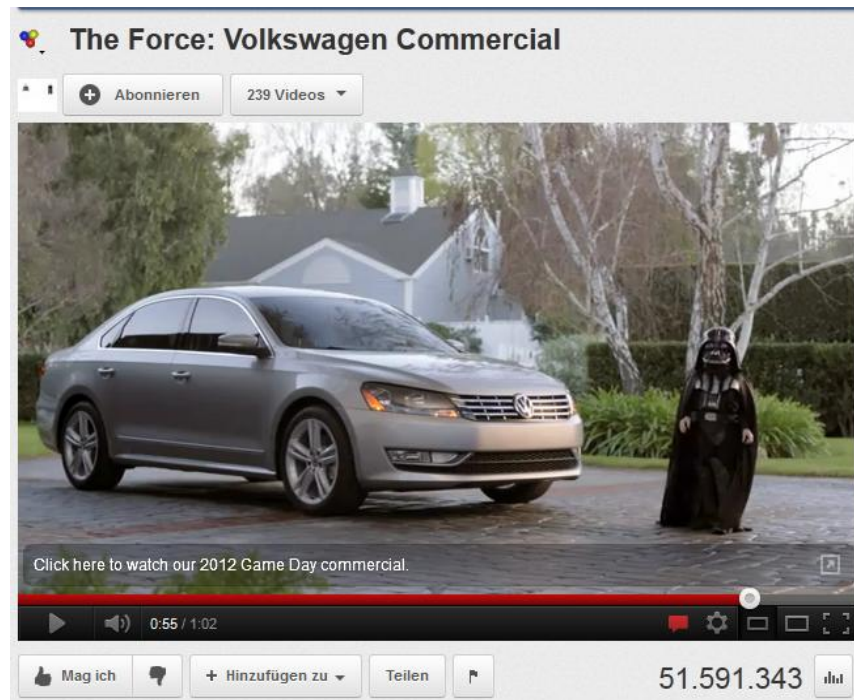 The Force: Volkswagen Commercial
Abonnieren
239 Videos
Click here to watch our 2012 Game Day commercial.
0:55 / 1:02
Mag ich
+ Hinzufügen zu
Teilen
51.591.343